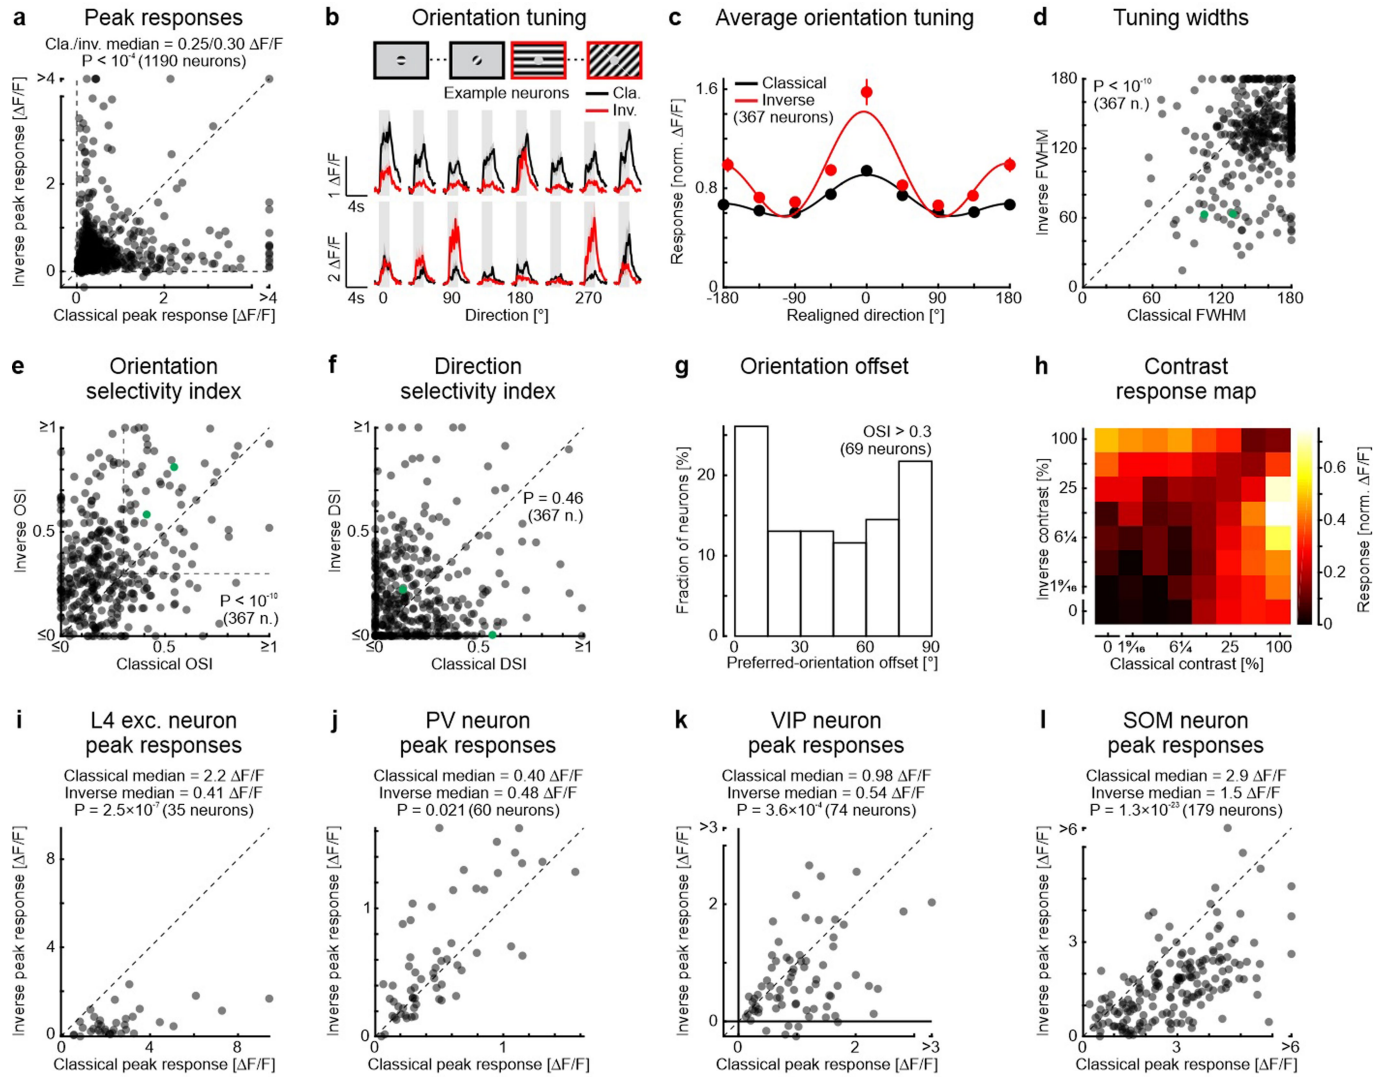 a Peak responses
Cla./inv. median = 0.25/0.30 ΔF/F
P < 10⁻⁴ (1190 neurons)
Inverse peak response [ΔF/F]
>4
2
0
0 2 >4
Classical peak response [ΔF/F]
b Orientation tuning
Example neurons
Cla.
Inv.
1 ΔF/F
4s
2 ΔF/F
4s
0 90 180 270
Direction [°]
c Average orientation tuning
Response [norm. ΔF/F]
1.6
0.8
0
Classical
Inverse
(367 neurons)
-180 -90 0 90 180
Realigned direction [°]
d Tuning widths
P < 10⁻¹⁰
(367 n.)
Inverse FWHM
180
120
60
0
0 60 120 180
Classical FWHM
e Orientation
selectivity index
Inverse OSI
≥1
0.5
≤0
P < 10⁻¹⁰
(367 n.)
≤0 0.5 ≥1
Classical OSI
f Direction
selectivity index
Inverse DSI
≥1
0.5
≤0
P = 0.46
(367 n.)
≤0 0.5 ≥1
Classical DSI
g Orientation offset
OSI > 0.3
(69 neurons)
Fraction of neurons [%]
20
10
0
0 30 60 90
Preferred-orientation offset [°]
h Contrast
response map
Inverse contrast [%]
100
25
6¼
1⁹⁄₁₆
0
0 1⁹⁄₁₆ 6¼ 25 100
Classical contrast [%]
0.6
0.4
0.2
0
Response [norm. ΔF/F]
i L4 exc. neuron
peak responses
Classical median = 2.2 ΔF/F
Inverse median = 0.41 ΔF/F
P = 2.5×10⁻⁷ (35 neurons)
Inverse peak response [ΔF/F]
8
4
0
0 4 8
Classical peak response [ΔF/F]
j PV neuron
peak responses
Classical median = 0.40 ΔF/F
Inverse median = 0.48 ΔF/F
P = 0.021 (60 neurons)
Inverse peak response [ΔF/F]
1
0
0 1
Classical peak response [ΔF/F]
k VIP neuron
peak responses
Classical median = 0.98 ΔF/F
Inverse median = 0.54 ΔF/F
P = 3.6×10⁻⁴ (74 neurons)
Inverse peak response [ΔF/F]
>3
2
0
0 2 >3
Classical peak response [ΔF/F]
l SOM neuron
peak responses
Classical median = 2.9 ΔF/F
Inverse median = 1.5 ΔF/F
P = 1.3×10⁻²³ (179 neurons)
Inverse peak response [ΔF/F]
>6
3
0
0 3 >6
Classical peak response [ΔF/F]